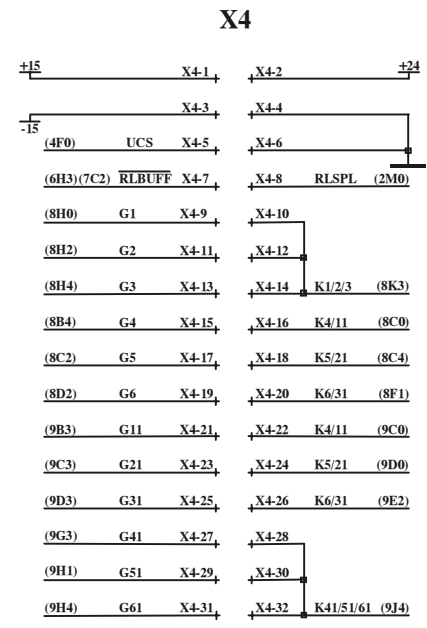 X4
+15 X4-1 X4-2 +24
X4-3 X4-4
-15
(4F0) UCS X4-5 X4-6
(6H3)(7C2) RLBUFF X4-7 X4-8 RLSPL (2M0)
(8H0) G1 X4-9 X4-10
(8H2) G2 X4-11 X4-12
(8H4) G3 X4-13 X4-14 K1/2/3 (8K3)
(8B4) G4 X4-15 X4-16 K4/11 (8C0)
(8C2) G5 X4-17 X4-18 K5/21 (8C4)
(8D2) G6 X4-19 X4-20 K6/31 (8F1)
(9B3) G11 X4-21 X4-22 K4/11 (9C0)
(9C3) G21 X4-23 X4-24 K5/21 (9D0)
(9D3) G31 X4-25 X4-26 K6/31 (9E2)
(9G3) G41 X4-27 X4-28
(9H1) G51 X4-29 X4-30
(9H4) G61 X4-31 X4-32 K41/51/61 (9J4)